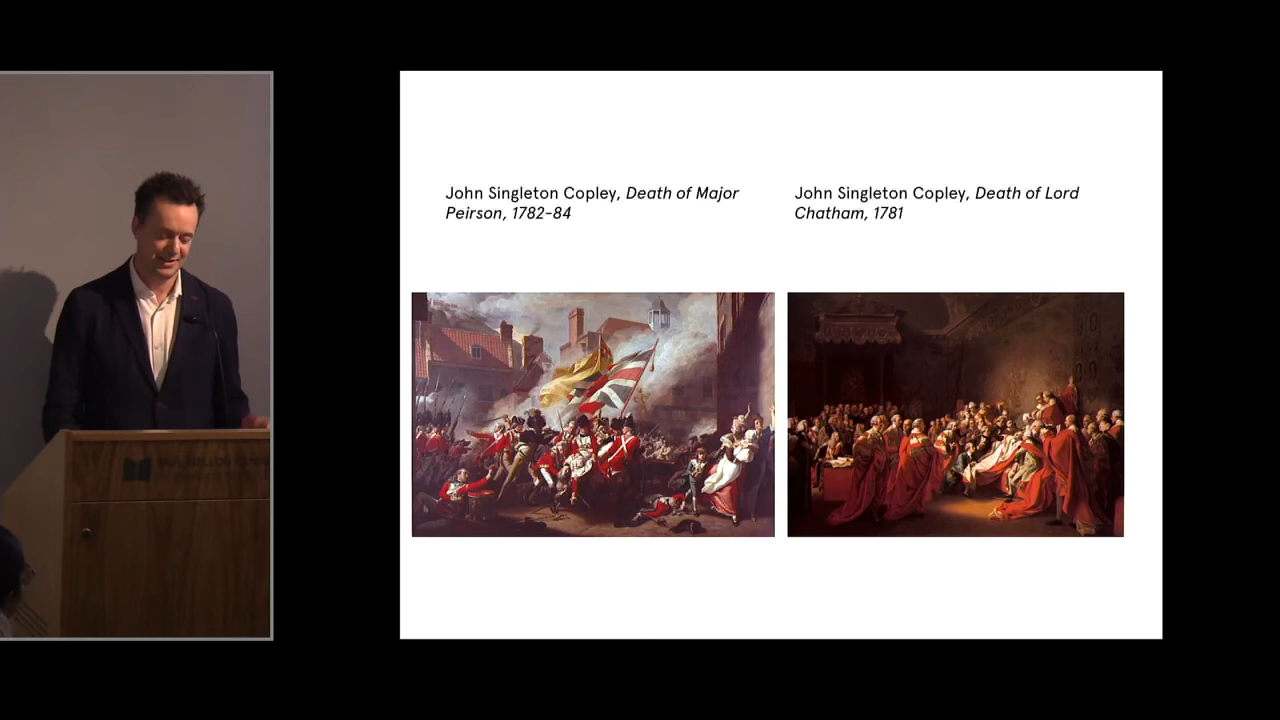 John Singleton Copley, Death of Major
Peirson, 1782-84
John Singleton Copley, Death of Lord
Chatham, 1781